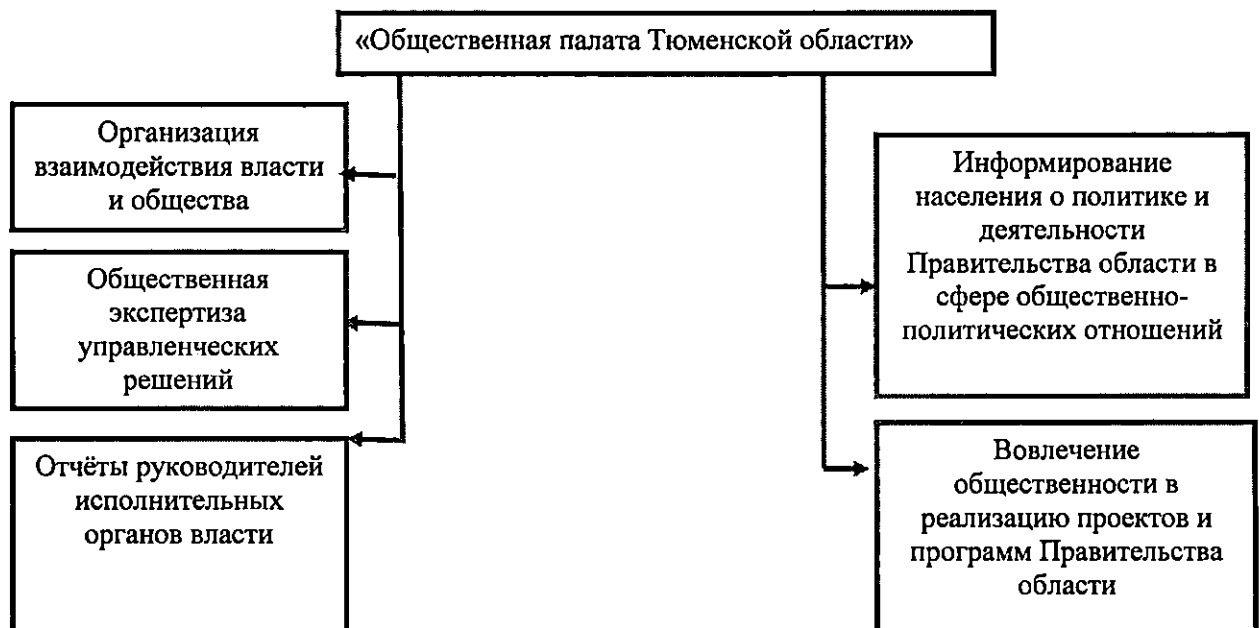 «Общественная палата Тюменской области»
Организация
взаимодействия власти
и общества
Общественная
экспертиза
управленческих
решений
Отчёты руководителей
исполнительных
органов власти
Информирование
населения о политике и
деятельности
Правительства области в
сфере общественно-
политических отношений
Вовлечение
общественности в
реализацию проектов и
программ Правительства
области